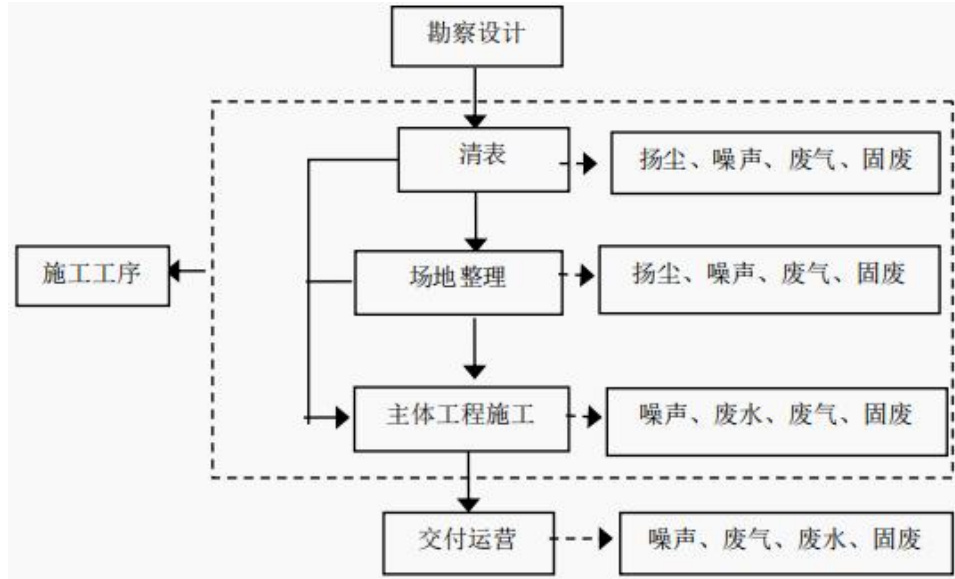 勘察设计
清表
扬尘、噪声、废气、固废
施工工序
场地整理
扬尘、噪声、废气、固废
主体工程施工
噪声、废水、废气、固废
交付运营
噪声、废气、废水、固废